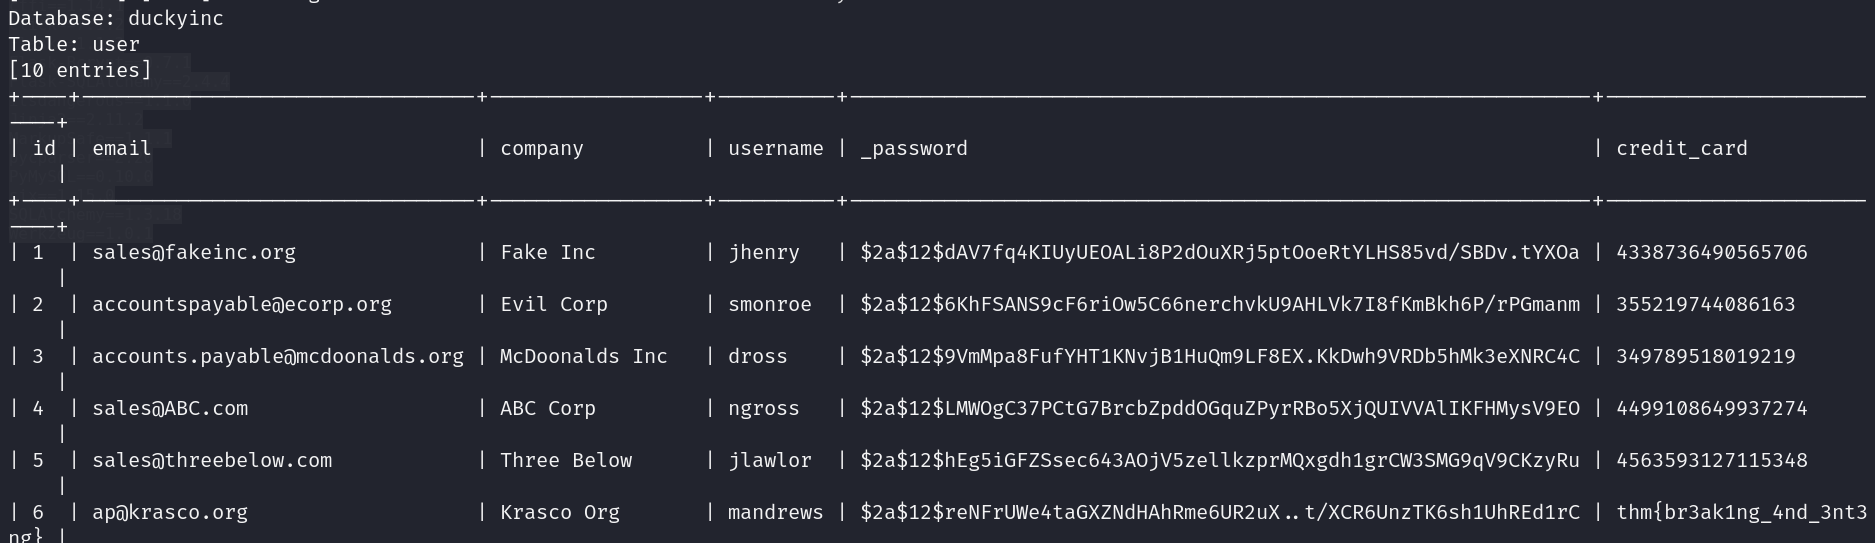 Database: duckyinc
Table: user
[10 entries]
+----+---------------------------------+------------------+----------+--------------------------------------------------------------+----------------------
----+
| id | email | company | username | _password | credit_card
|
+----+---------------------------------+------------------+----------+--------------------------------------------------------------+----------------------
----+
| 1 | sales@fakeinc.org | Fake Inc | jhenry | $2a$12$dAV7fq4KIUyUEOALi8P2dOuXRj5ptOoeRtYLHS85vd/SBDv.tYXOa | 4338736490565706
|
| 2 | accountspayable@ecorp.org | Evil Corp | smonroe | $2a$12$6KhFSANS9cF6riOw5C66nerchvkU9AHLVk7I8fKmBkh6P/rPGmanm | 355219744086163
|
| 3 | accounts.payable@mcdoonalds.org | McDoonalds Inc | dross | $2a$12$9VmMpa8FufYHT1KNvjB1HuQm9LF8EX.KkDwh9VRDb5hMk3eXNRC4C | 349789518019219
|
| 4 | sales@ABC.com | ABC Corp | ngross | $2a$12$LMWOgC37PCtG7BrcbZpddOGquZPyrRBo5XjQUIVVAlIKFHMysV9EO | 4499108649937274
|
| 5 | sales@threebelow.com | Three Below | jlawlor | $2a$12$hEg5iGFZSsec643AOjV5zellkzprMQxgdh1grCW3SMG9qV9CKzyRu | 4563593127115348
|
| 6 | ap@krasco.org | Krasco Org | mandrews | $2a$12$reNFrUWe4taGXZNdHAhRme6UR2uX..t/XCR6UnzTK6sh1UhREd1rC | thm{br3ak1ng_4nd_3nt3
ng} |